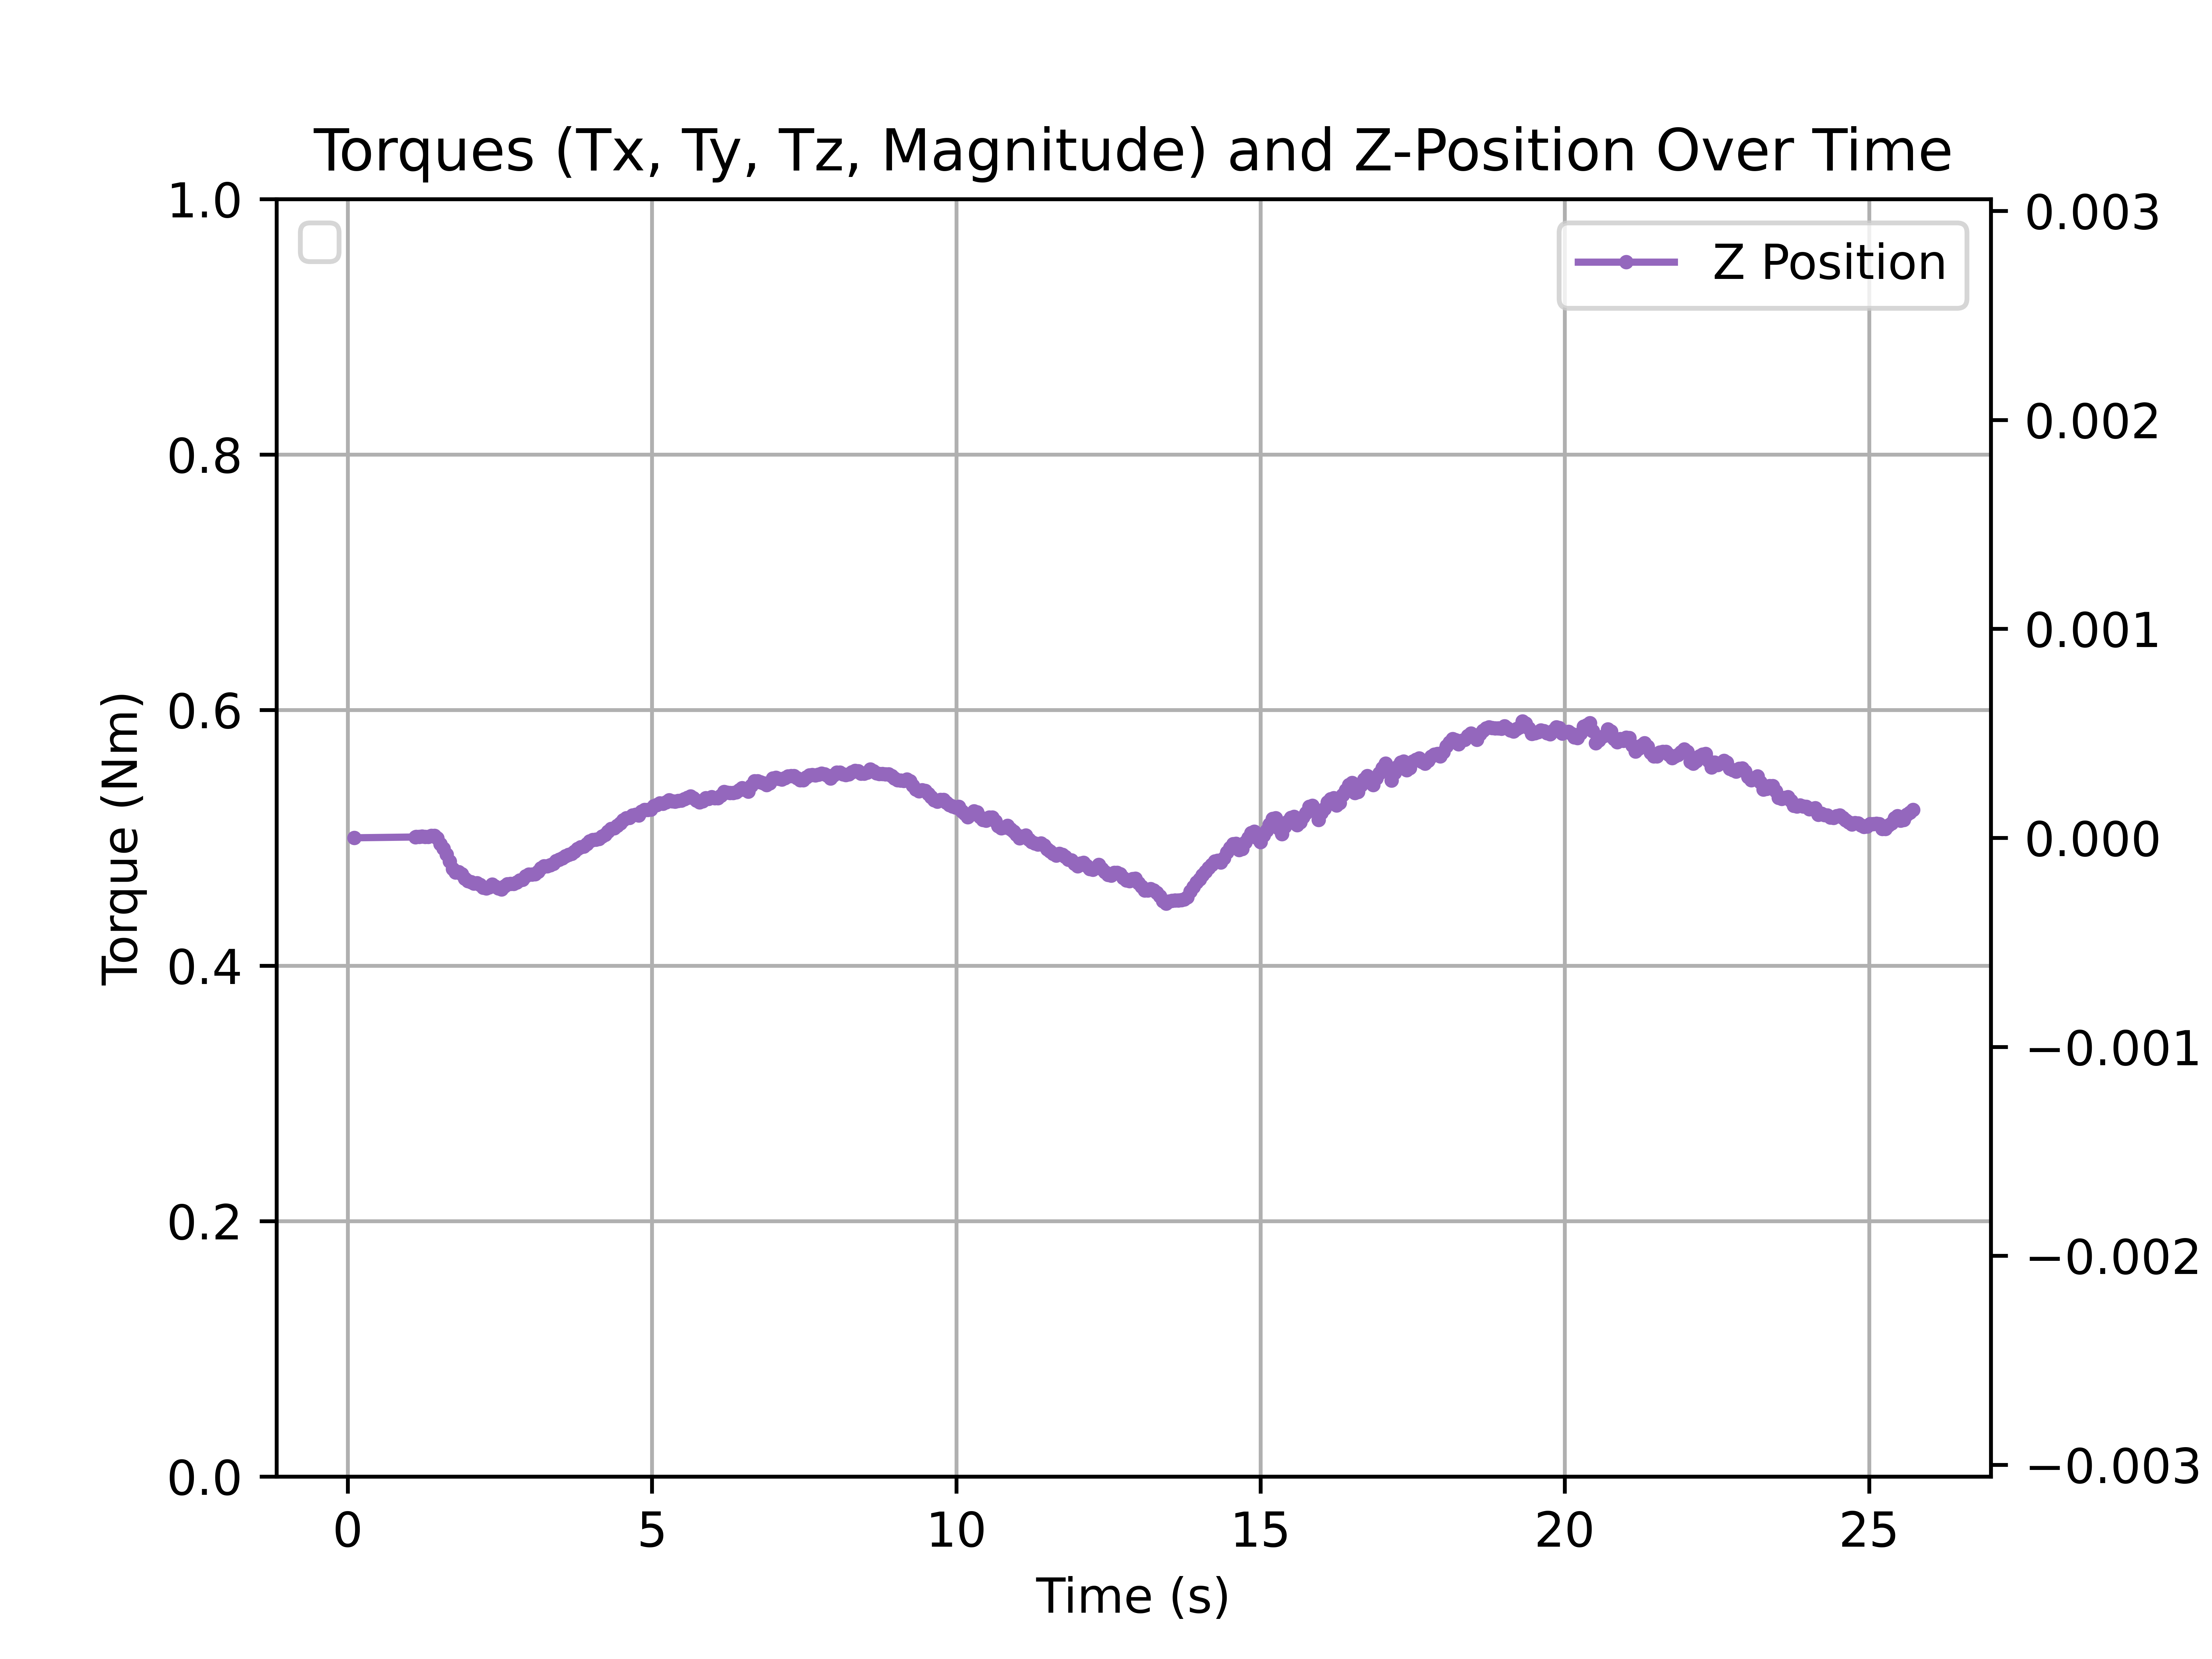 Torques (Tx, Ty, Tz, Magnitude) and Z-Position Over Time
Z Position
1.0
0.8
0.6
0.4
0.2
0.0
Torque (Nm)
0.003
0.002
0.001
0.000
−0.001
−0.002
−0.003
0 5 10 15 20 25
Time (s)